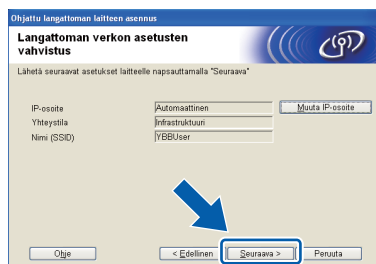 Ohjattu langattoman laitteen asennus
Langattoman verkon asetusten
vahvistus
Lähetä seuraavat asetukset laitteelle napsauttamalla "Seuraava"
IP-osoite Automaattinen Muuta IP-osoite
Yhteystila Infrastruktuuri
Nimi (SSID) YBBUser
Ohje < Edellinen Seuraava > Peruuta